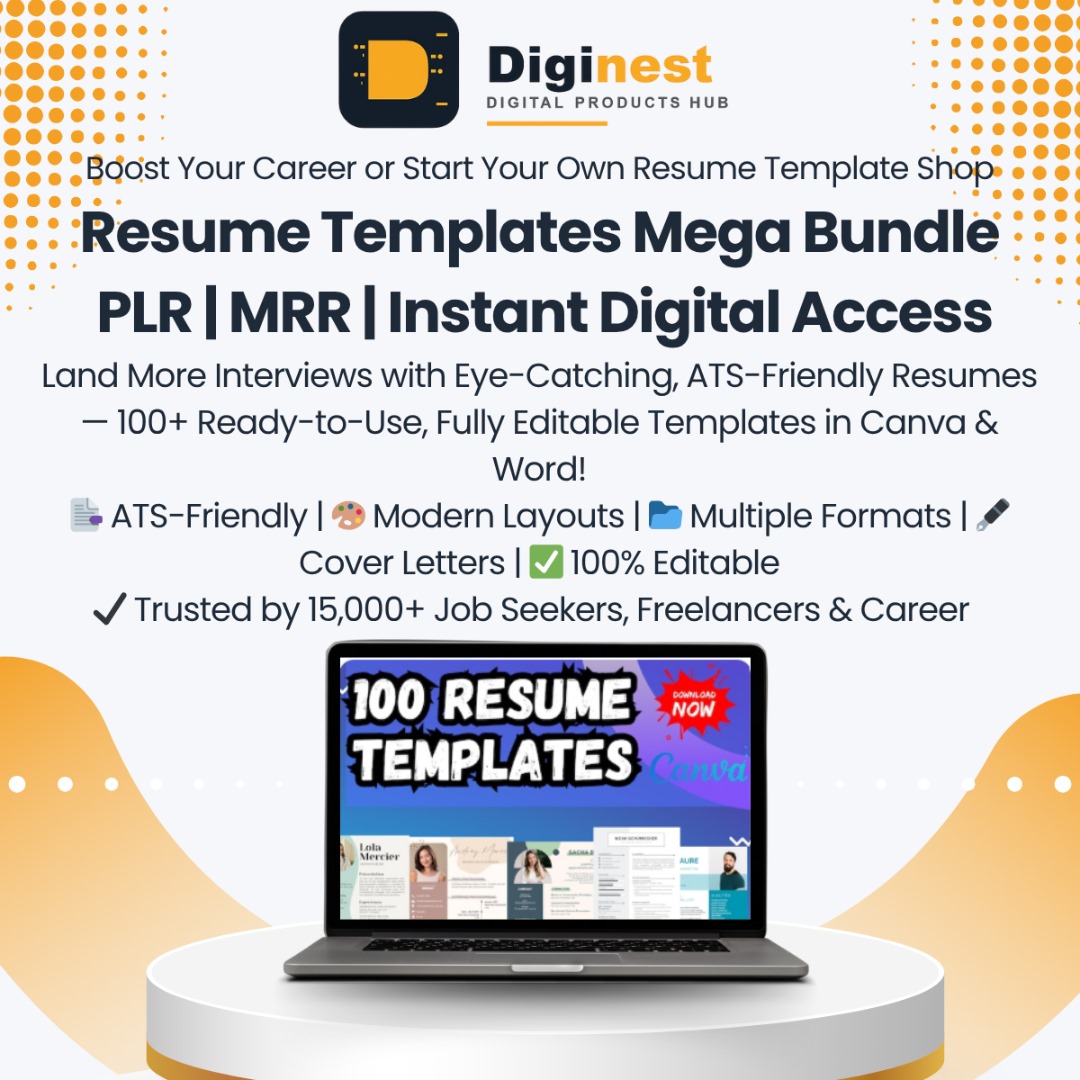 Diginest
DIGITAL PRODUCTS HUB
Boost Your Career or Start Your Own Resume Template Shop
Resume Templates Mega Bundle
PLR | MRR | Instant Digital Access
Land More Interviews with Eye-Catching, ATS-Friendly Resumes
— 100+ Ready-to-Use, Fully Editable Templates in Canva &
Word!
📑 ATS-Friendly | 🎨 Modern Layouts | 📂 Multiple Formats | 🖋
Cover Letters | ✅ 100% Editable
✔ Trusted by 15,000+ Job Seekers, Freelancers & Career
100 RESUME
TEMPLATES
DOWNLOAD
NOW
Canva
Lola
Mercier